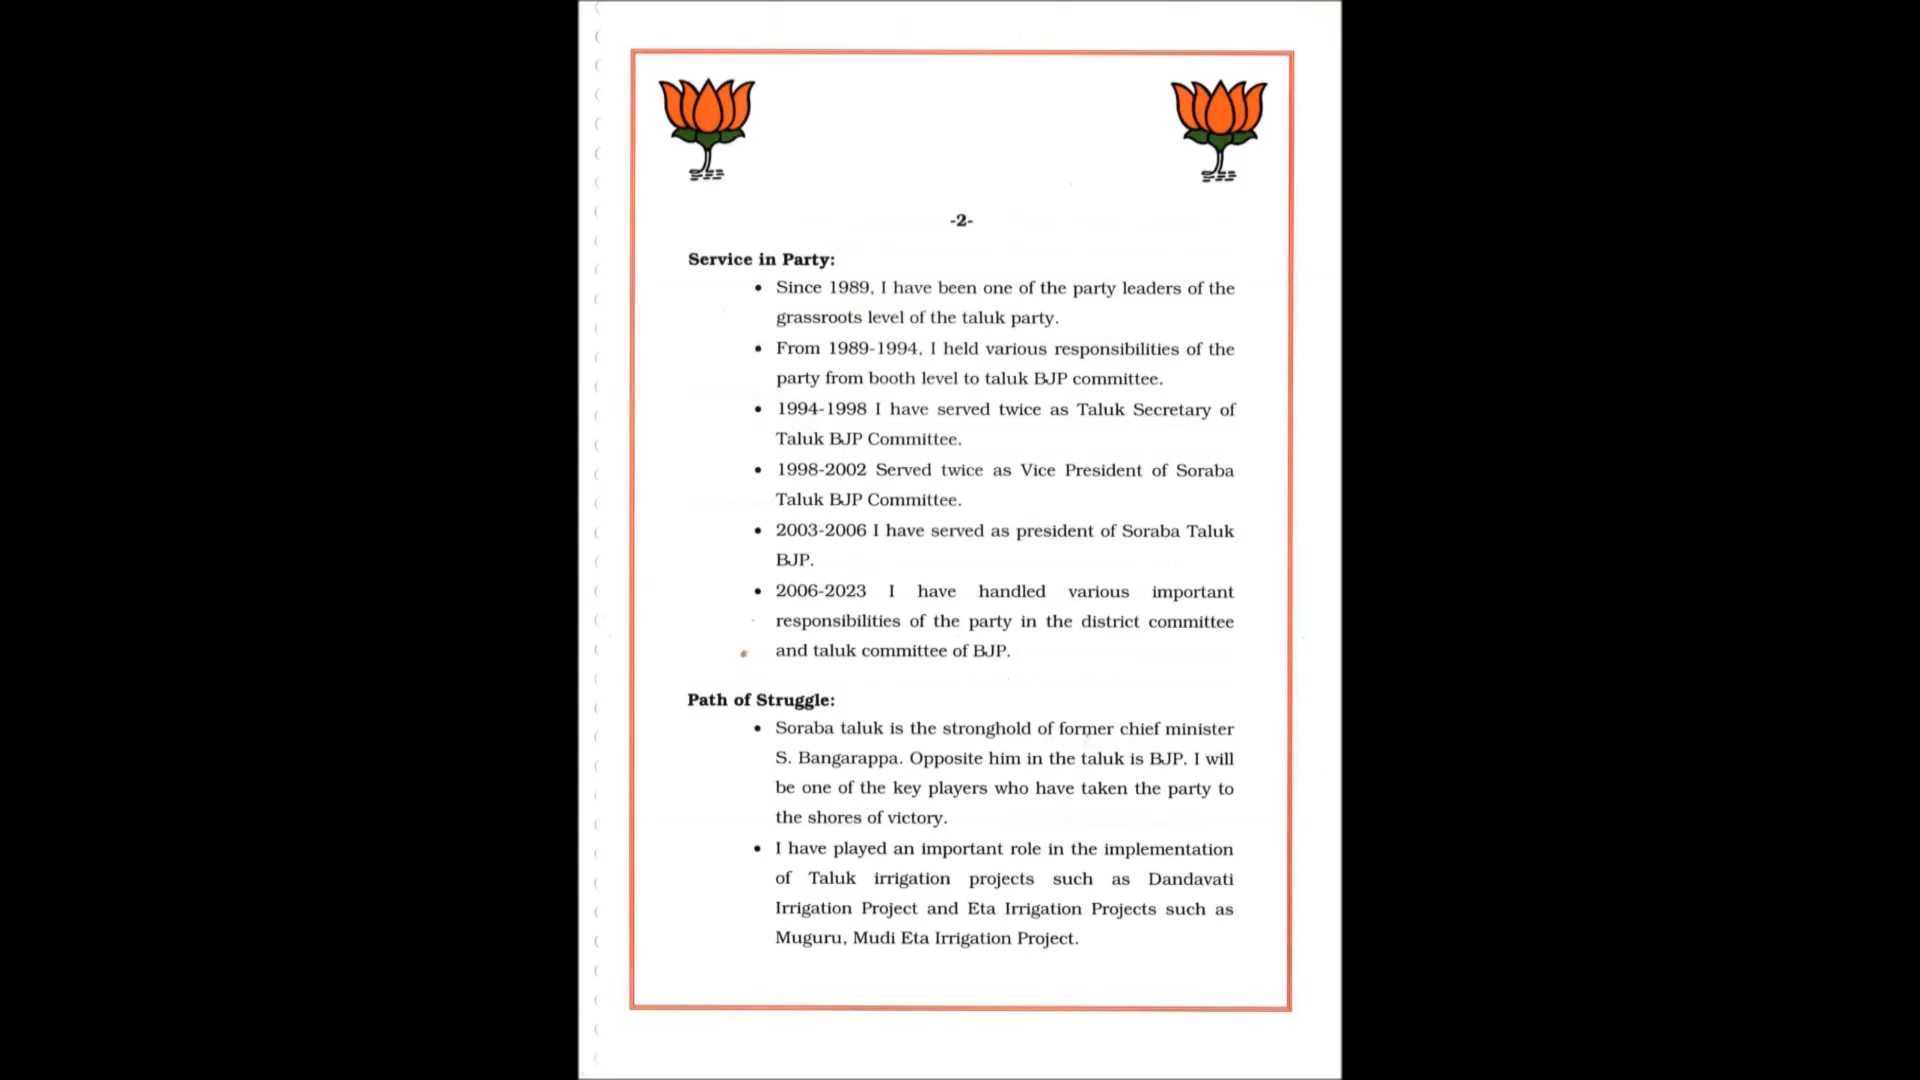 -2-
Service in Party:
• Since 1989, I have been one of the party leaders of the
grassroots level of the taluk party.
• From 1989-1994, I held various responsibilities of the
party from booth level to taluk BJP committee.
• 1994-1998 I have served twice as Taluk Secretary of
Taluk BJP Committee.
• 1998-2002 Served twice as Vice President of Soraba
Taluk BJP Committee.
• 2003-2006 I have served as president of Soraba Taluk
BJP.
• 2006-2023 I have handled various important
responsibilities of the party in the district committee
and taluk committee of BJP.
Path of Struggle:
• Soraba taluk is the stronghold of former chief minister
S. Bangarappa. Opposite him in the taluk is BJP. I will
be one of the key players who have taken the party to
the shores of victory.
• I have played an important role in the implementation
of Taluk irrigation projects such as Dandavati
Irrigation Project and Eta Irrigation Projects such as
Muguru, Mudi Eta Irrigation Project.